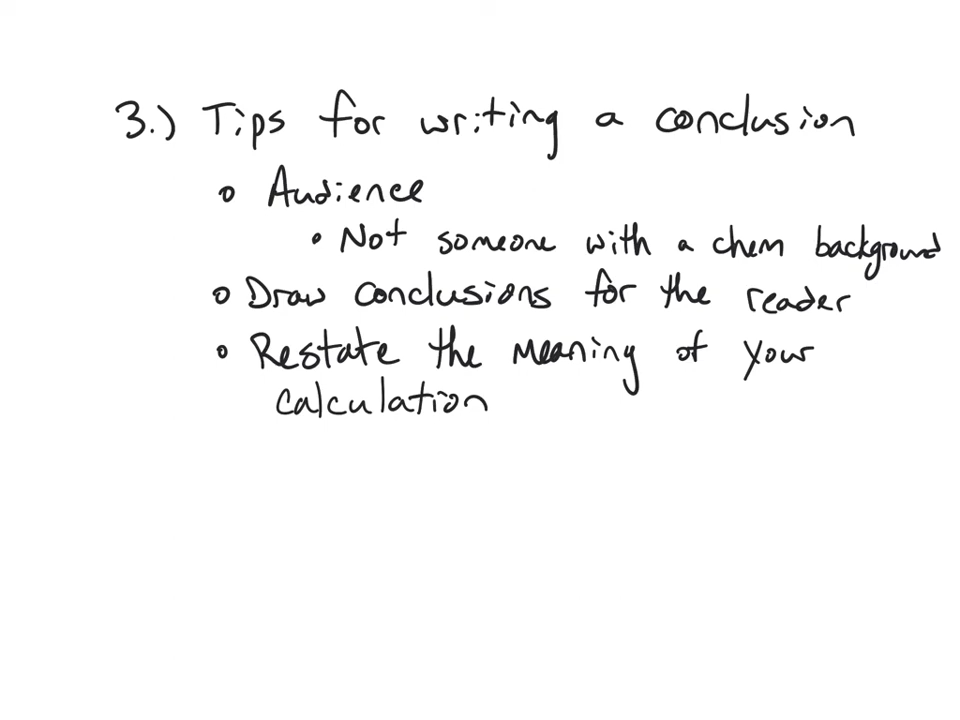 3.) Tips for writing a conclusion
Audience
Not someone with a chem background
Draw conclusions for the reader
Restate the meaning of your
calculation